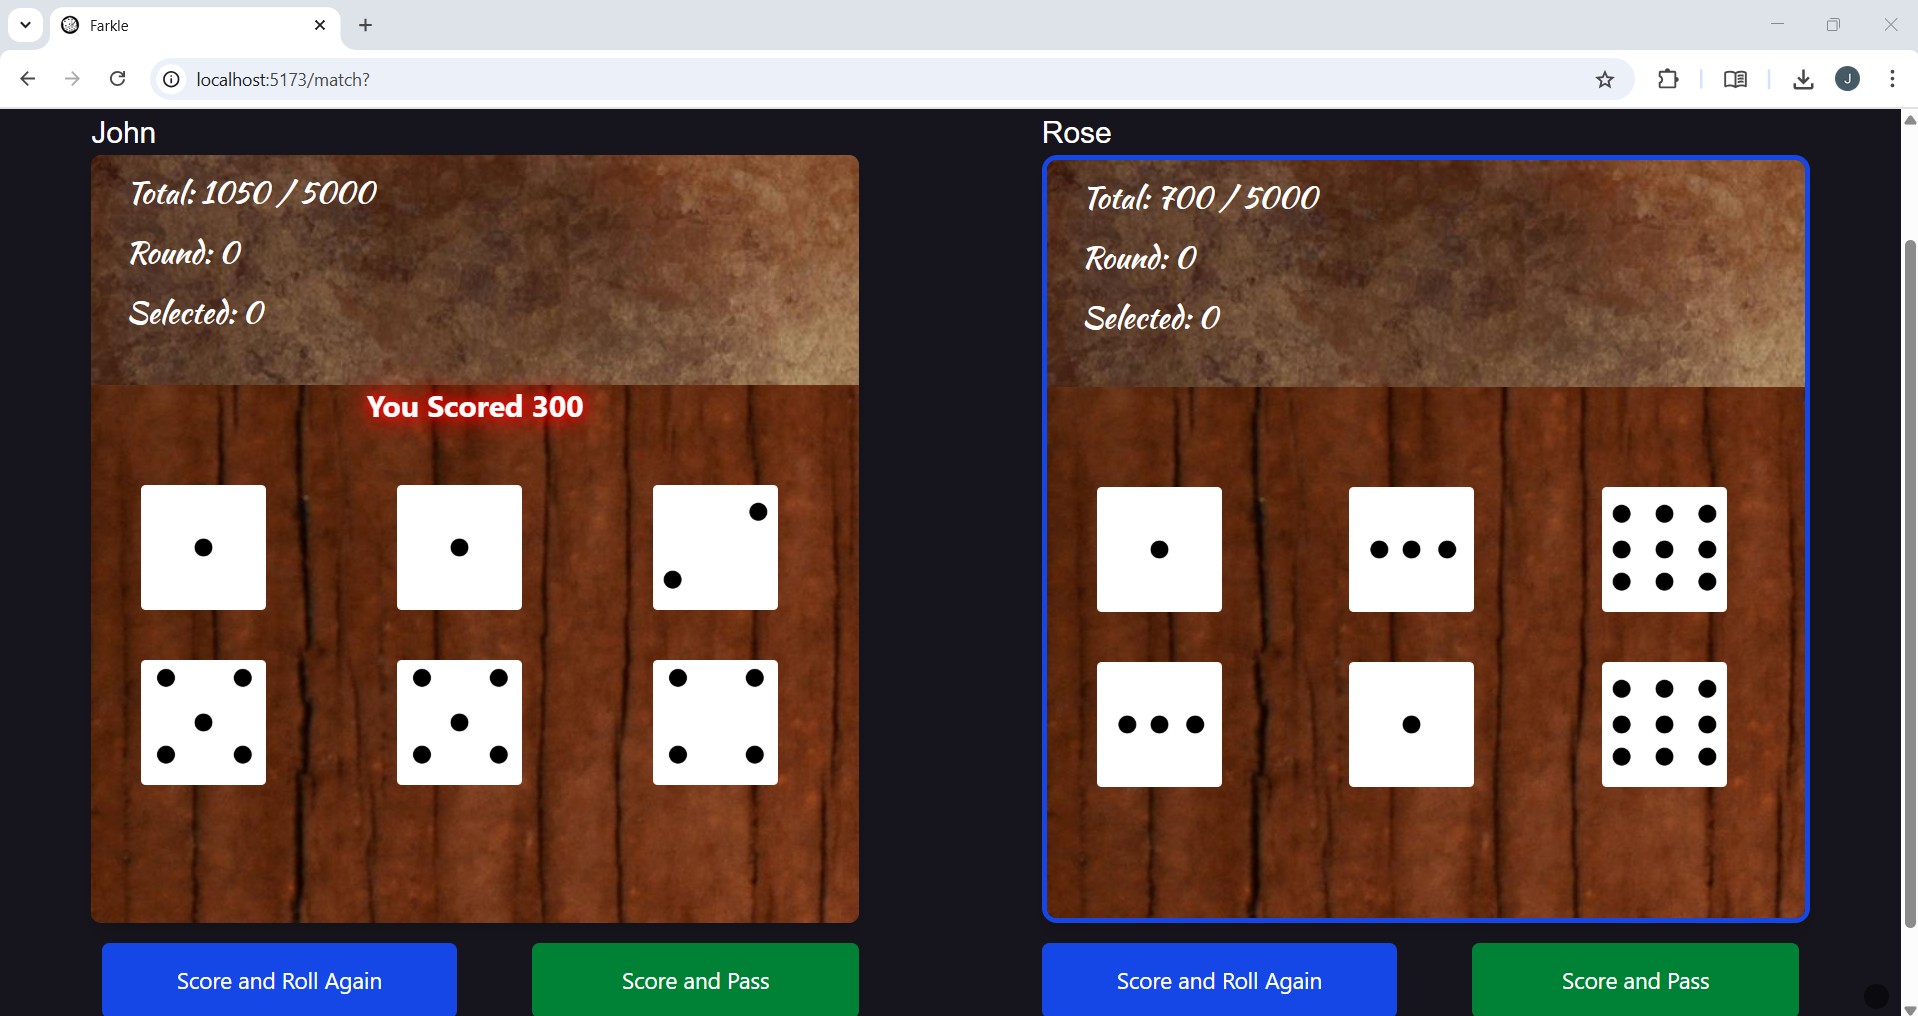 Farkle
localhost:5173/match?
J
John
Total: 1050 / 5000
Round: 0
Selected: 0
You Scored 300
Score and Roll Again
Score and Pass
Rose
Total: 700 / 5000
Round: 0
Selected: 0
Score and Roll Again
Score and Pass